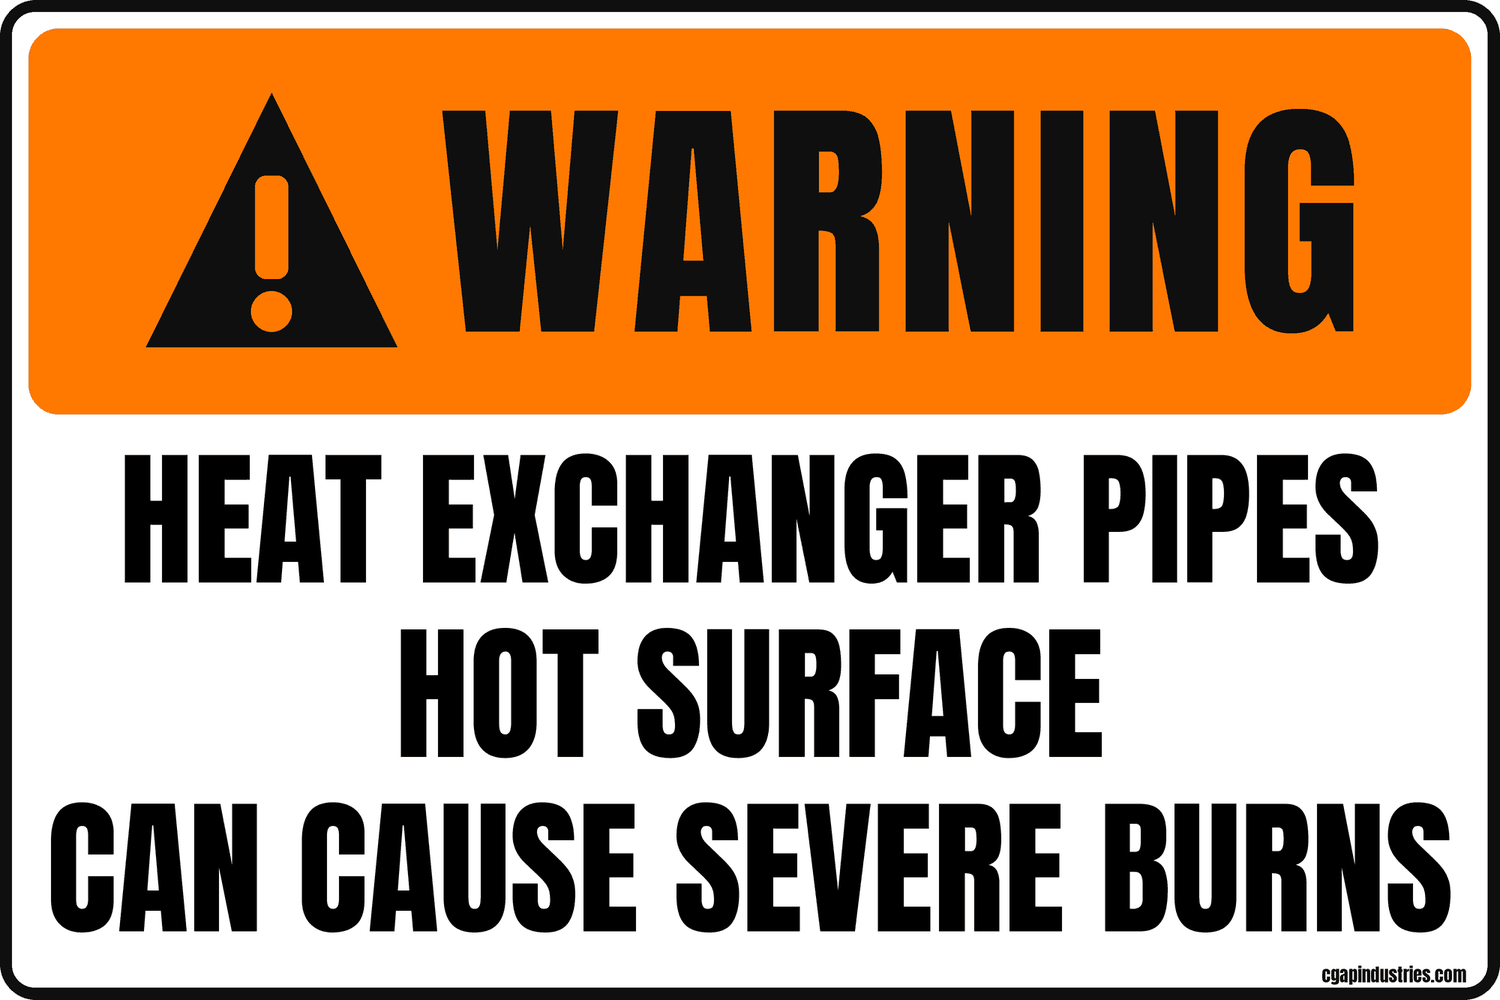 WARNING
HEAT EXCHANGER PIPES
HOT SURFACE
CAN CAUSE SEVERE BURNS
cgapindustries.com